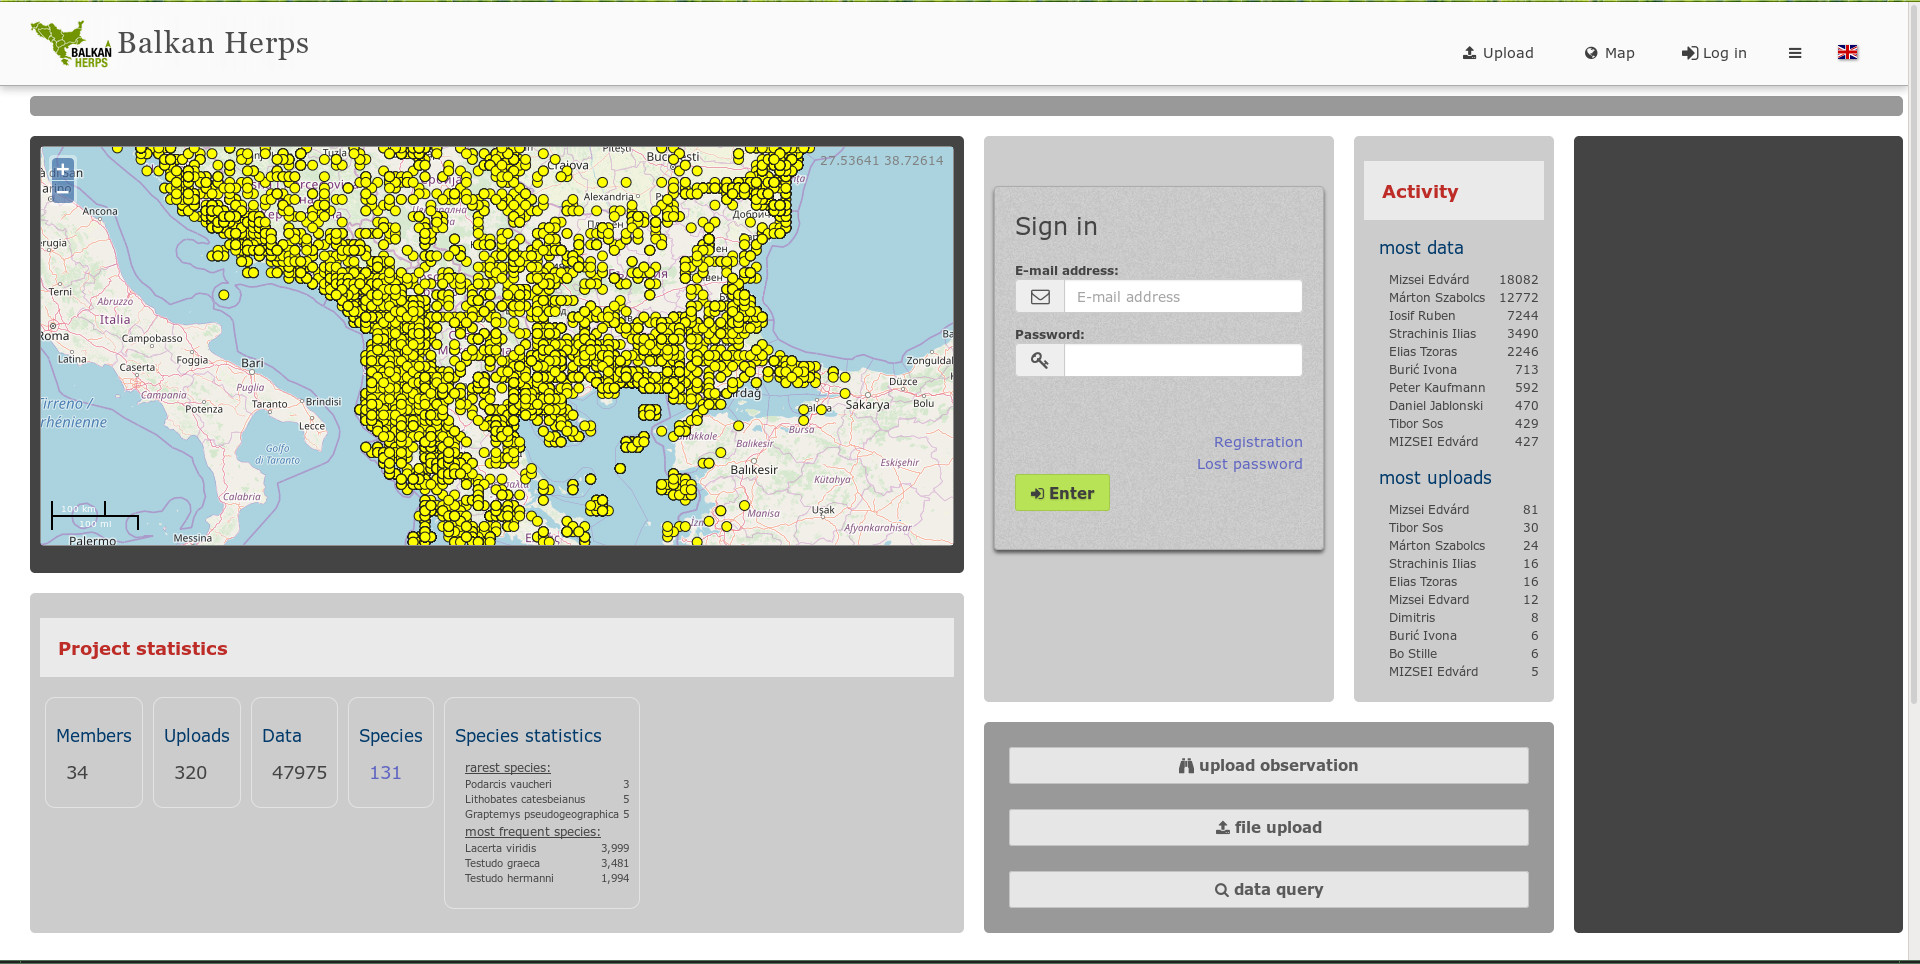 BALKAN
HERPS
Balkan Herps
Upload
Map
Log in
27.53641 38.72614
+
−
Ancona
Terni
Abruzzo
Italia
Roma
Latina
Campobasso
Caserta
Foggia
Campania
Bari
Puglia
Potenza
Taranto
Brindisi
Lecce
Golfo
di Taranto
Calabria
Messina
Palermo
Craiova
București
Alexandria
Zonguldak
Düzce
Sakarya
Bolu
Bursa
Balıkesir
Balıkesir
Eskişehir
Kütahya
Manisa
Uşak
Afyonkarahisar
100 km
100 mi
Sign in
E-mail address:
E-mail address
Password:
Registration
Lost password
Enter
Activity
most data
Mizsei Edvárd 18082
Márton Szabolcs 12772
Iosif Ruben 7244
Strachinis Ilias 3490
Elias Tzoras 2246
Burić Ivona 713
Peter Kaufmann 592
Daniel Jablonski 470
Tibor Sos 429
MIZSEI Edvárd 427
most uploads
Mizsei Edvárd 81
Tibor Sos 30
Márton Szabolcs 24
Strachinis Ilias 16
Elias Tzoras 16
Mizsei Edvard 12
Dimitris 8
Burić Ivona 6
Bo Stille 6
MIZSEI Edvárd 5
Project statistics
Members
34
Uploads
320
Data
47975
Species
131
Species statistics
rarest species:
Podarcis vaucheri 3
Lithobates catesbeianus 5
Graptemys pseudogeographica 5
most frequent species:
Lacerta viridis 3,999
Testudo graeca 3,481
Testudo hermanni 1,994
upload observation
file upload
data query